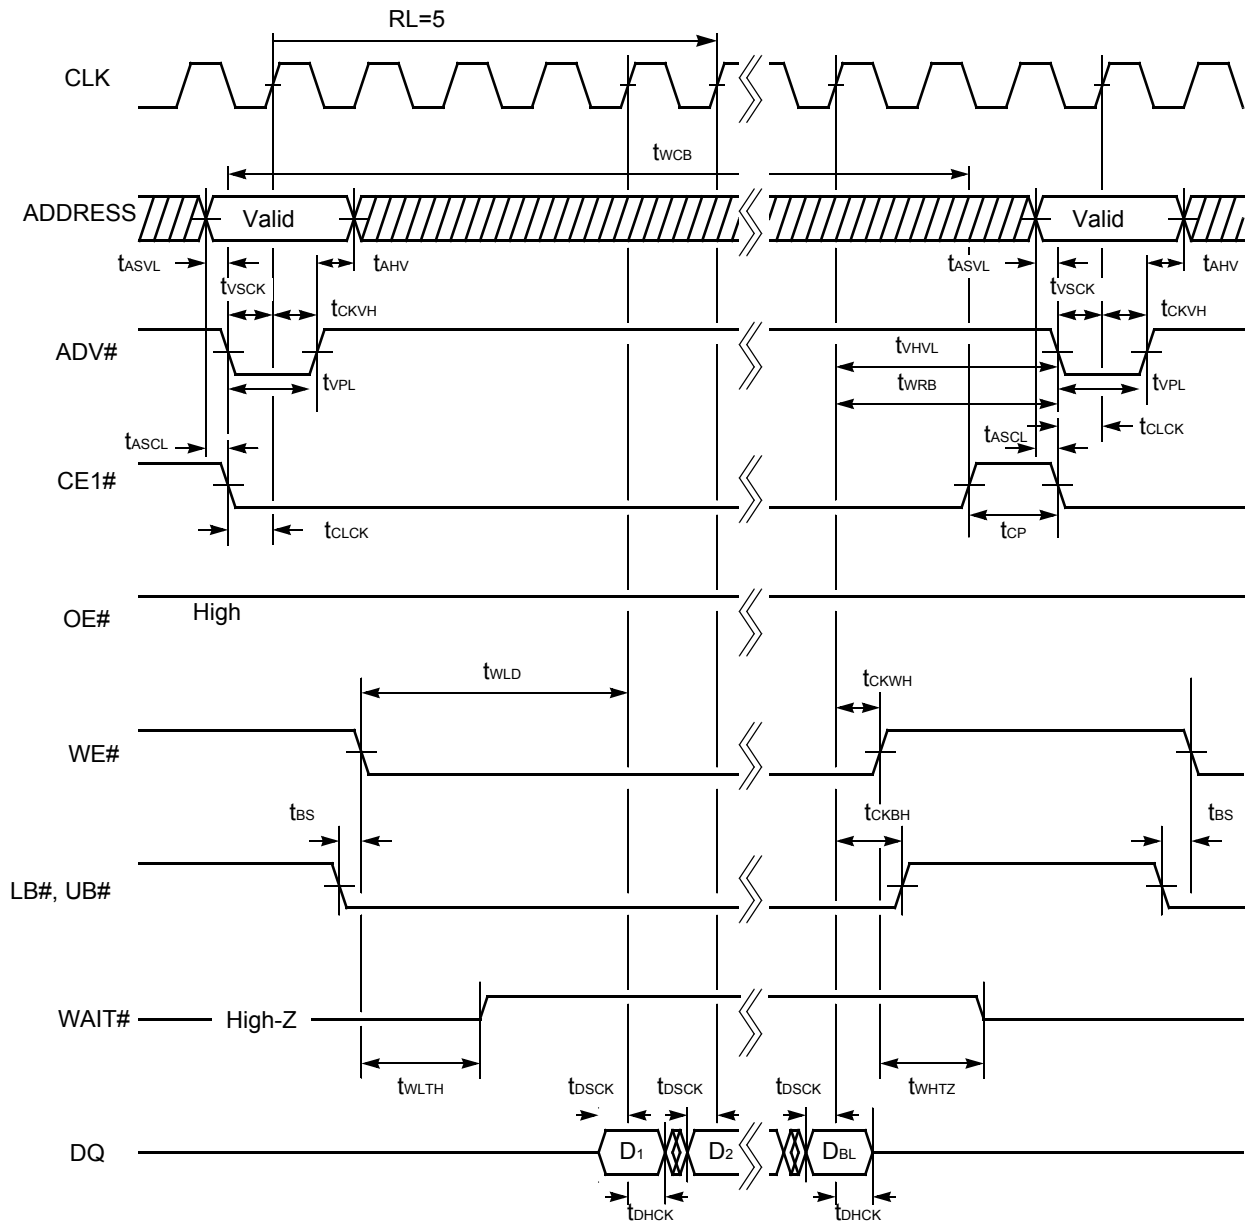 RL=5
CLK
tWCB
ADDRESS Valid Valid
tASVL tAHV tASVL tAHV
tVSCK tVSCK
tCKVH tCKVH
ADV# tVHVL
tVPL tWRB tVPL
tASCL tASCL tCLCK
CE1#
tCLCK tCP
OE# High
tWLD tCKWH
WE#
tBS tCKBH tBS
LB#, UB#
WAIT# High-Z
tWLTH tDSCK tDSCK tDSCK tWHTZ
DQ D1 D2 DBL
tDHCK tDHCK